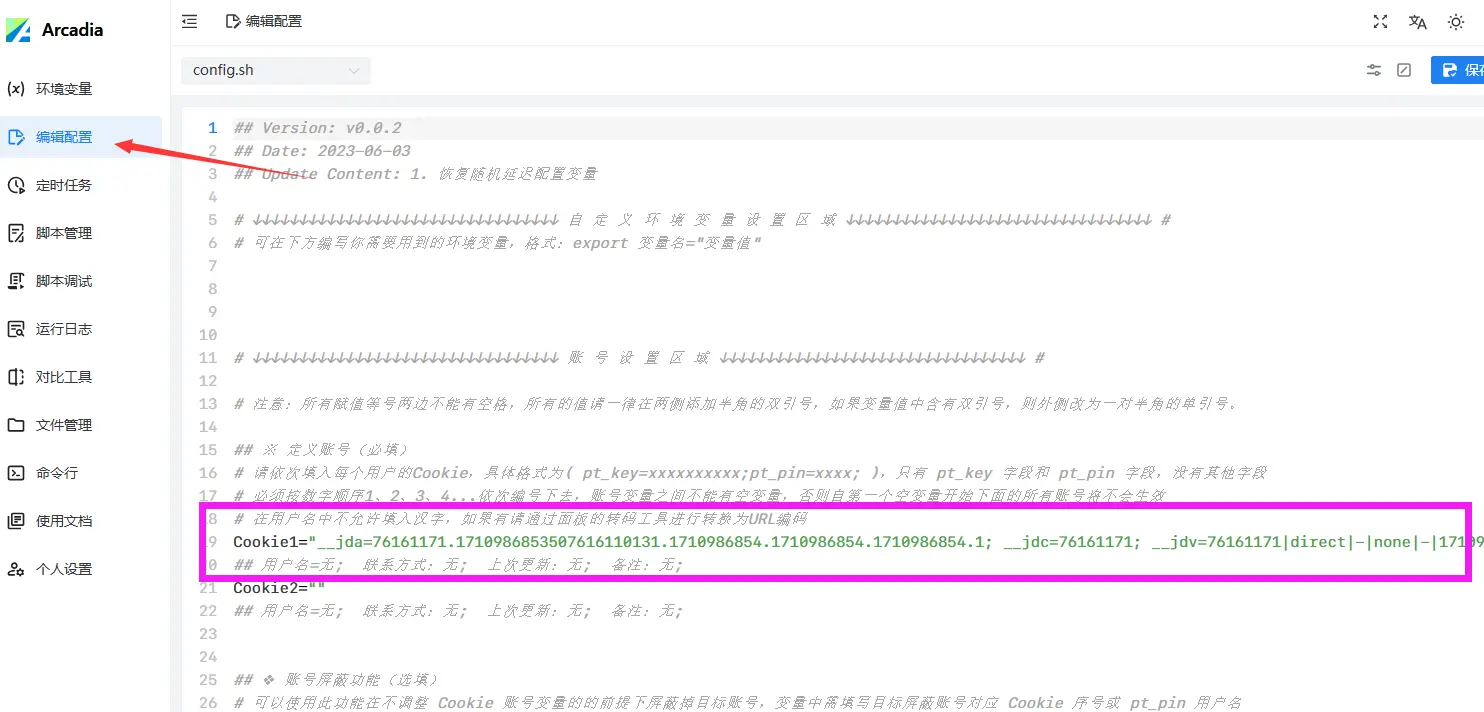 Arcadia
编辑配置
环境变量
编辑配置
定时任务
脚本管理
脚本调试
运行日志
对比工具
文件管理
命令行
使用文档
个人设置
config.sh
保存
1 ## Version: v0.0.2
2 ## Date: 2023-06-03
3 ## Update Content: 1. 恢复随机延迟配置变量
4
5 # ↓↓↓↓↓↓↓↓↓↓↓↓↓↓↓↓↓↓↓↓↓↓↓↓↓↓↓↓↓↓↓↓ 自 定 义 环 境 变 量 设 置 区 域 ↓↓↓↓↓↓↓↓↓↓↓↓↓↓↓↓↓↓↓↓↓↓↓↓↓↓↓↓↓↓↓↓ #
6 # 可在下方编写你需要用到的环境变量，格式：export 变量名="变量值"
7
8
9
10
11 # ↓↓↓↓↓↓↓↓↓↓↓↓↓↓↓↓↓↓↓↓↓↓↓↓↓↓↓↓↓↓↓↓ 账 号 设 置 区 域 ↓↓↓↓↓↓↓↓↓↓↓↓↓↓↓↓↓↓↓↓↓↓↓↓↓↓↓↓↓↓↓↓ #
12
13 # 注意：所有赋值等号两边不能有空格，所有的值请一律在两侧添加半角的双引号，如果变量值中含有双引号，则外侧改为一对半角的单引号。
14
15 ## ※ 定义账号（必填）
16 # 请依次填入每个用户的Cookie，具体格式为( pt_key=xxxxxxxxxx;pt_pin=xxxx; )，只有 pt_key 字段和 pt_pin 字段，没有其他字段
17 # 必须按数字顺序1、2、3、4...依次编号下去，账号变量之间不能有空变量，否则自第一个空变量开始下面的所有账号将不会生效
8 # 在用户名中不允许填入汉字，如果有请通过面板的转码工具进行转换为URL编码
9 Cookie1="__jda=76161171.1710986853507616110131.1710986854.1710986854.1710986854.1; __jdc=76161171; __jdv=76161171|direct|-|none|-|17109
0 ## 用户名=无; 联系方式: 无; 上次更新: 无; 备注: 无;
21 Cookie2=""
22 ## 用户名=无; 联系方式: 无; 上次更新: 无; 备注: 无;
23
24
25 ## ❖ 账号屏蔽功能（选填）
26 # 可以使用此功能在不调整 Cookie 账号变量的的前提下屏蔽掉目标账号，变量中需填写目标屏蔽账号对应 Cookie 序号或 pt_pin 用户名